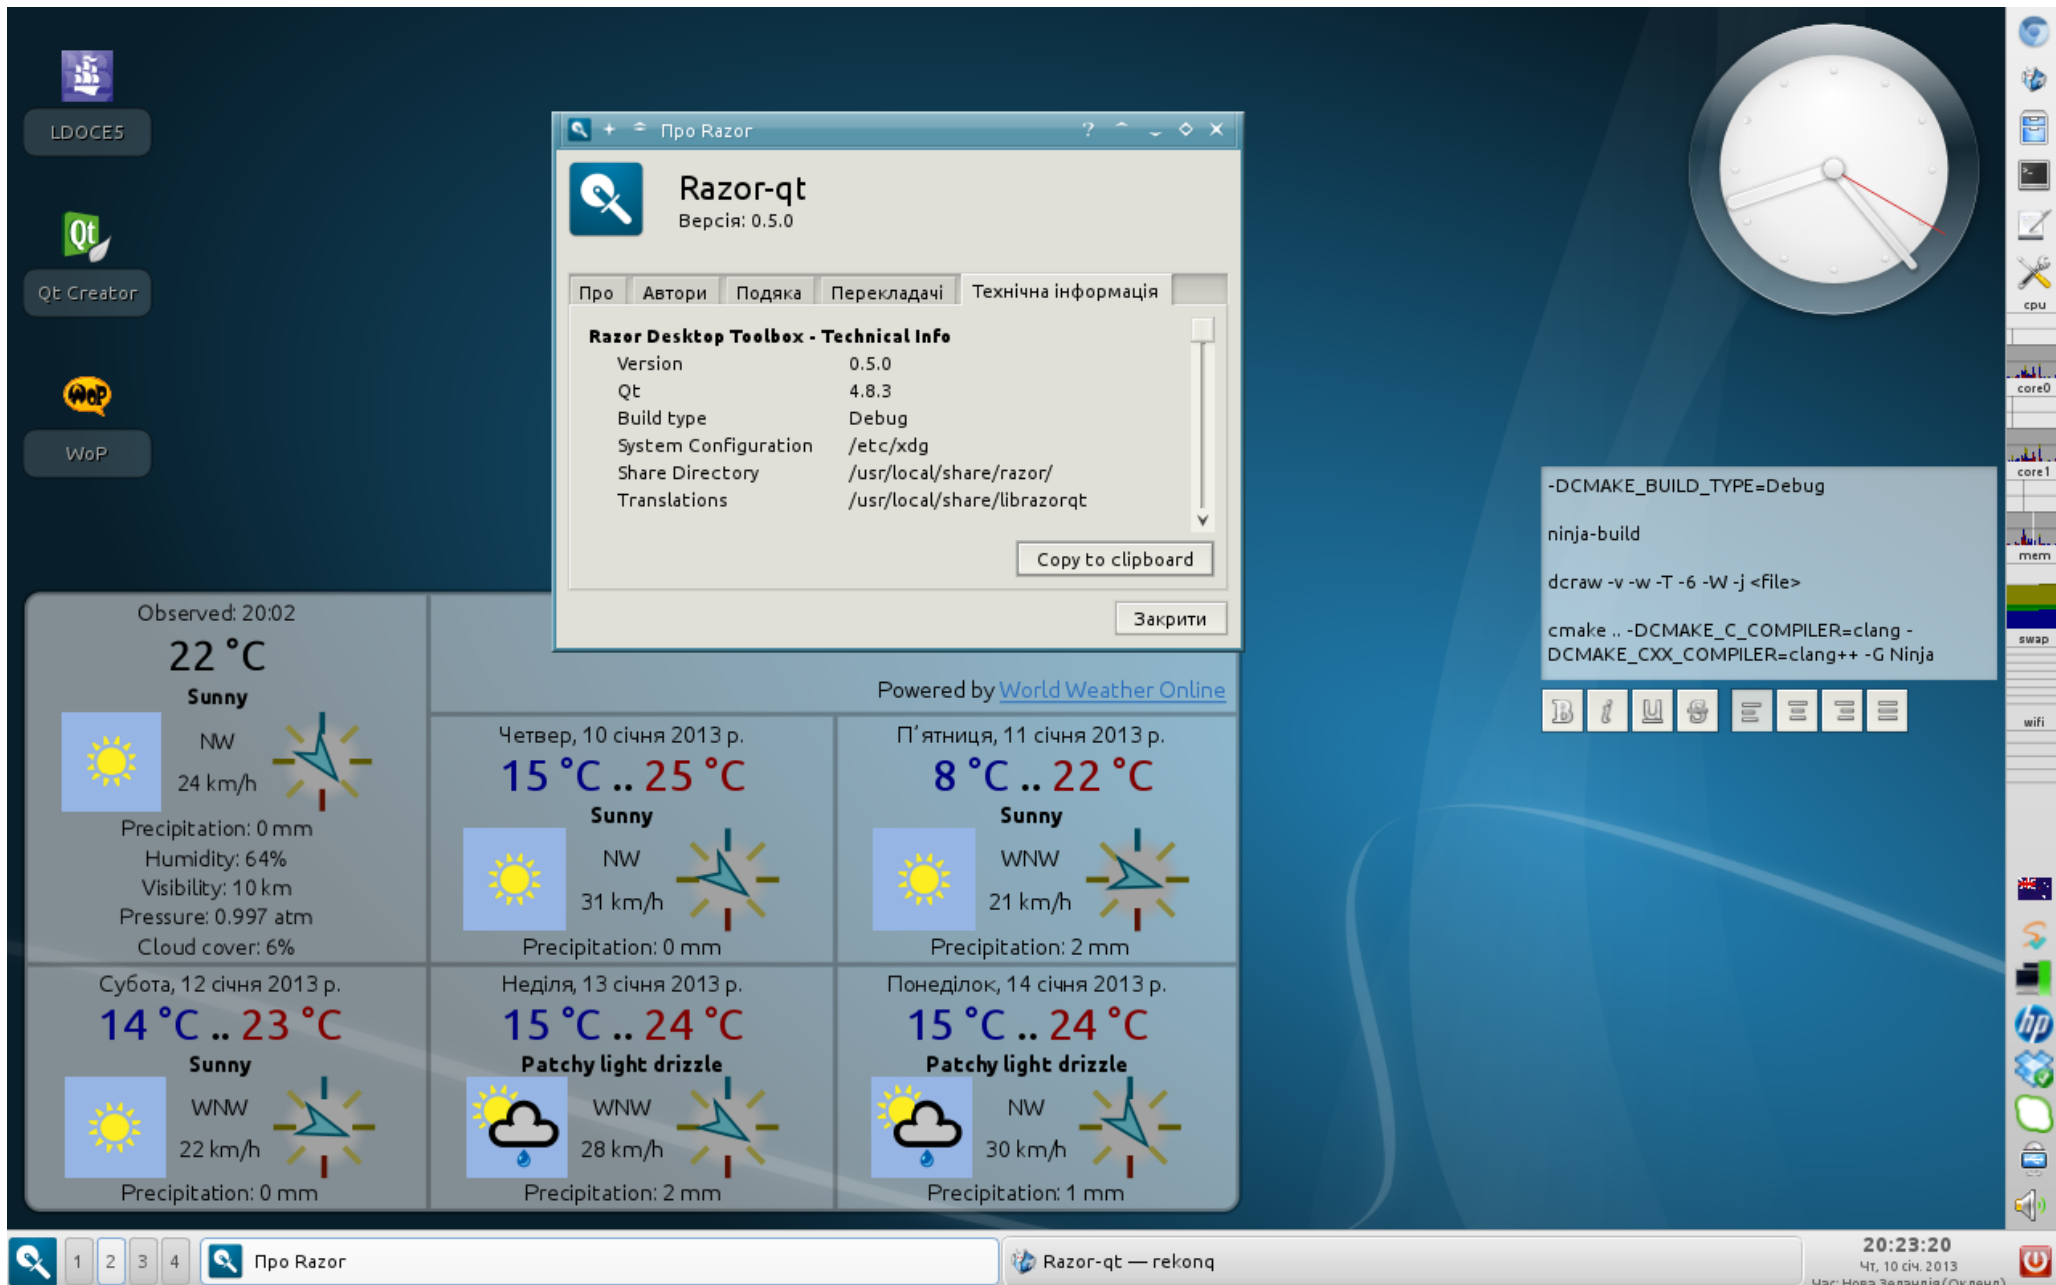 LDOCE5
Qt Creator
WoP
Про Razor
Razor-qt
Версія: 0.5.0
Про
Автори
Подяка
Перекладачі
Технічна інформація
Razor Desktop Toolbox - Technical Info
Version 0.5.0
Qt 4.8.3
Build type Debug
System Configuration /etc/xdg
Share Directory /usr/local/share/razor/
Translations /usr/local/share/librazorqt
Copy to clipboard
Закрити
Observed: 20:02
22 °C
Sunny
NW
24 km/h
Precipitation: 0 mm
Humidity: 64%
Visibility: 10 km
Pressure: 0.997 atm
Cloud cover: 6%
Powered by World Weather Online
Четвер, 10 січня 2013 р.
15 °C .. 25 °C
Sunny
NW
31 km/h
Precipitation: 0 mm
П'ятниця, 11 січня 2013 р.
8 °C .. 22 °C
Sunny
WNW
21 km/h
Precipitation: 2 mm
Субота, 12 січня 2013 р.
14 °C .. 23 °C
Sunny
WNW
22 km/h
Precipitation: 0 mm
Неділя, 13 січня 2013 р.
15 °C .. 24 °C
Patchy light drizzle
WNW
28 km/h
Precipitation: 2 mm
Понеділок, 14 січня 2013 р.
15 °C .. 24 °C
Patchy light drizzle
NW
30 km/h
Precipitation: 1 mm
-DCMAKE_BUILD_TYPE=Debug
ninja-build
dcraw -v -w -T -6 -W -j <file>
cmake .. -DCMAKE_C_COMPILER=clang -
DCMAKE_CXX_COMPILER=clang++ -G Ninja
B i U S
cpu
core0
core1
mem
swap
wifi
hp
1 2 3 4
Про Razor
Razor-qt — rekonq
20:23:20
Чт, 10 січ. 2013
Час: Нова Зеландія (Окленд)